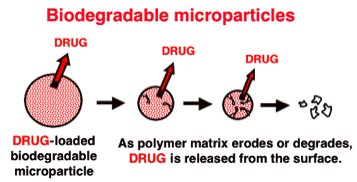 Biodegradable microparticles
DRUG
DRUG
DRUG
DRUG-loaded
biodegradable
microparticle
As polymer matrix erodes or degrades,
DRUG is released from the surface.